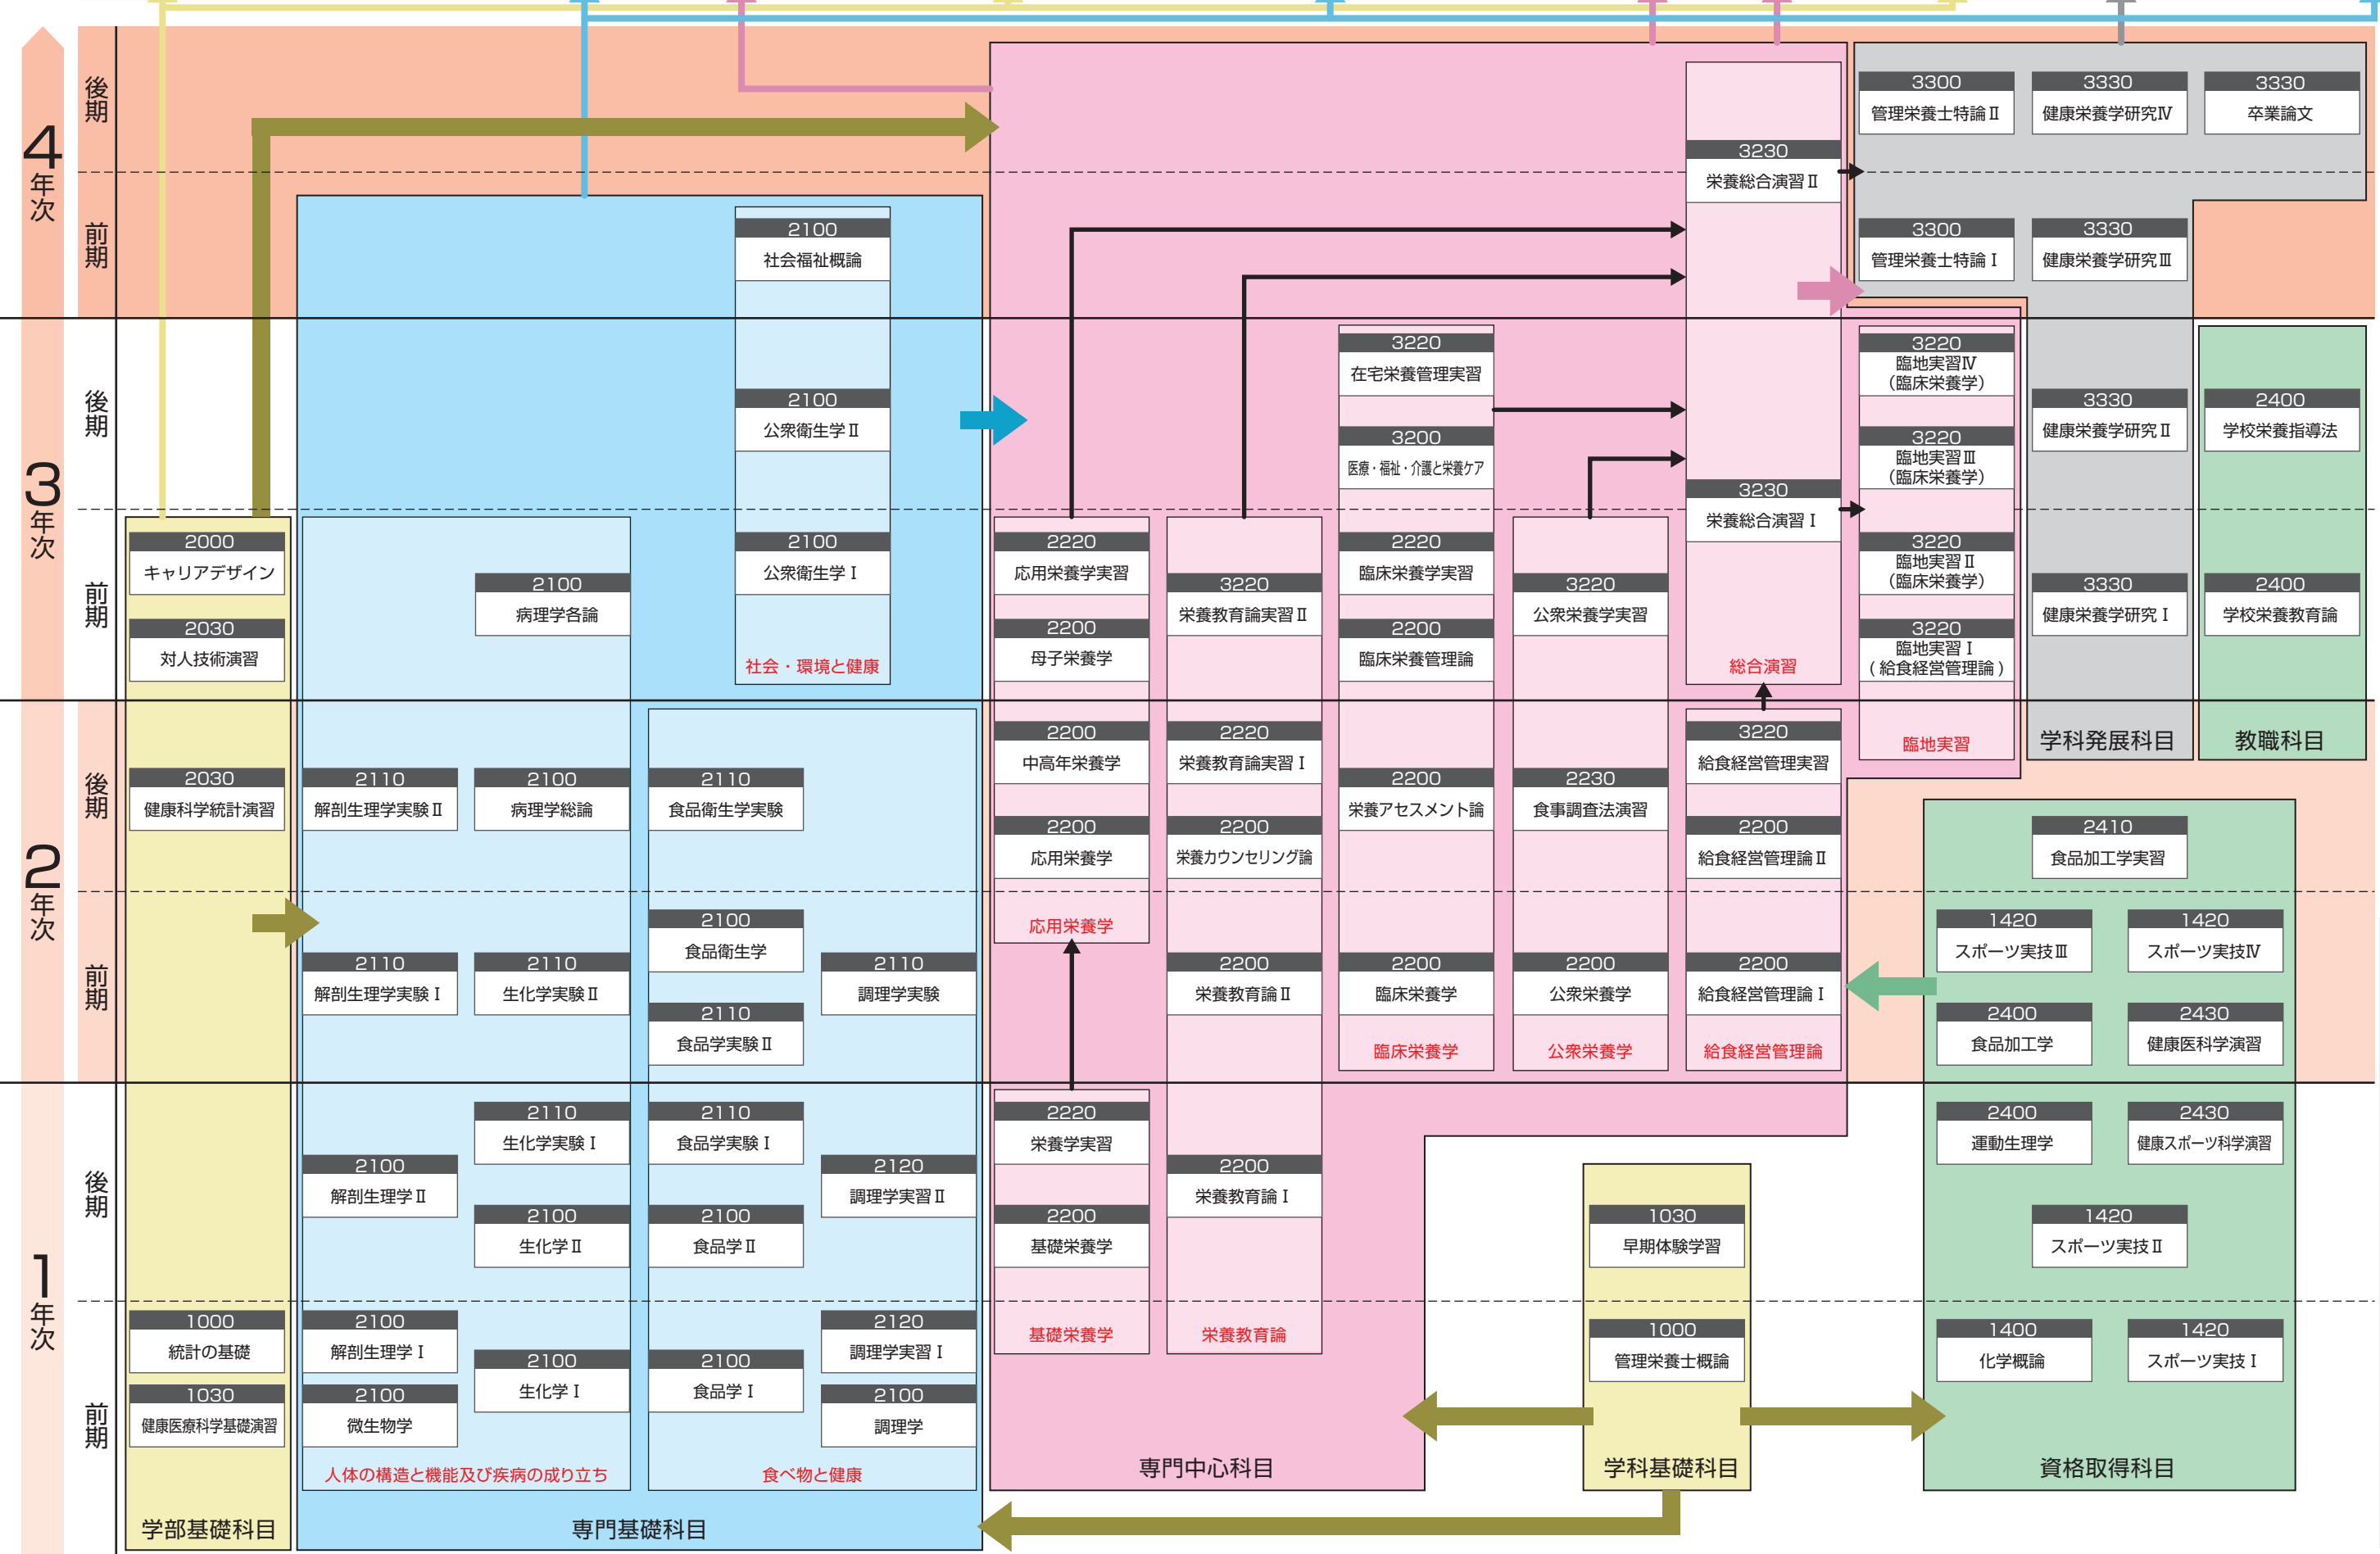 4年次
後期
3300
管理栄養士特論Ⅱ
3330
健康栄養学研究Ⅳ
3330
卒業論文
3230
栄養総合演習Ⅱ
前期
2100
社会福祉概論
3300
管理栄養士特論Ⅰ
3330
健康栄養学研究Ⅲ
3年次
後期
3220
在宅栄養管理実習
3220
臨地実習Ⅳ
(臨床栄養学)
2100
公衆衛生学Ⅱ
3330
健康栄養学研究Ⅱ
2400
学校栄養指導法
3200
医療・福祉・介護と栄養ケア
3220
臨地実習Ⅲ
(臨床栄養学)
3230
栄養総合演習Ⅰ
前期
2000
キャリアデザイン
2100
公衆衛生学Ⅰ
2220
応用栄養学実習
2220
臨床栄養学実習
3220
臨地実習Ⅱ
(臨床栄養学)
2100
病理学各論
3220
栄養教育論実習Ⅱ
3220
公衆栄養学実習
3330
健康栄養学研究Ⅰ
2400
学校栄養教育論
2030
対人技術演習
2200
母子栄養学
2200
臨床栄養管理論
3220
臨地実習Ⅰ
(給食経営管理論)
社会・環境と健康
総合演習
2年次
後期
2200
中高年栄養学
2220
栄養教育論実習Ⅰ
3220
給食経営管理実習
臨地実習
学科発展科目
教職科目
2030
健康科学統計演習
2110
解剖生理学実験Ⅱ
2100
病理学総論
2110
食品衛生学実験
2200
栄養アセスメント論
2230
食事調査法演習
2200
応用栄養学
2200
栄養カウンセリング論
2200
給食経営管理論Ⅱ
2410
食品加工学実習
前期
応用栄養学
2100
食品衛生学
1420
スポーツ実技Ⅲ
1420
スポーツ実技Ⅳ
2110
解剖生理学実験Ⅰ
2110
生化学実験Ⅱ
2110
調理学実験
2200
栄養教育論Ⅱ
2200
臨床栄養学
2200
公衆栄養学
2200
給食経営管理論Ⅰ
2110
食品学実験Ⅱ
2400
食品加工学
2430
健康医科学演習
臨床栄養学
公衆栄養学
給食経営管理論
1年次
後期
2110
生化学実験Ⅰ
2110
食品学実験Ⅰ
2220
栄養学実習
2400
運動生理学
2430
健康スポーツ科学演習
2100
解剖生理学Ⅱ
2120
調理学実習Ⅱ
2200
栄養教育論Ⅰ
2100
生化学Ⅱ
2100
食品学Ⅱ
2200
基礎栄養学
1030
早期体験学習
1420
スポーツ実技Ⅱ
前期
1000
統計の基礎
2100
解剖生理学Ⅰ
2120
調理学実習Ⅰ
基礎栄養学
栄養教育論
1000
管理栄養士概論
1400
化学概論
1420
スポーツ実技Ⅰ
2100
生化学Ⅰ
2100
食品学Ⅰ
1030
健康医療科学基礎演習
2100
微生物学
2100
調理学
人体の構造と機能及び疾病の成り立ち
食べ物と健康
専門中心科目
学科基礎科目
資格取得科目
学部基礎科目
専門基礎科目